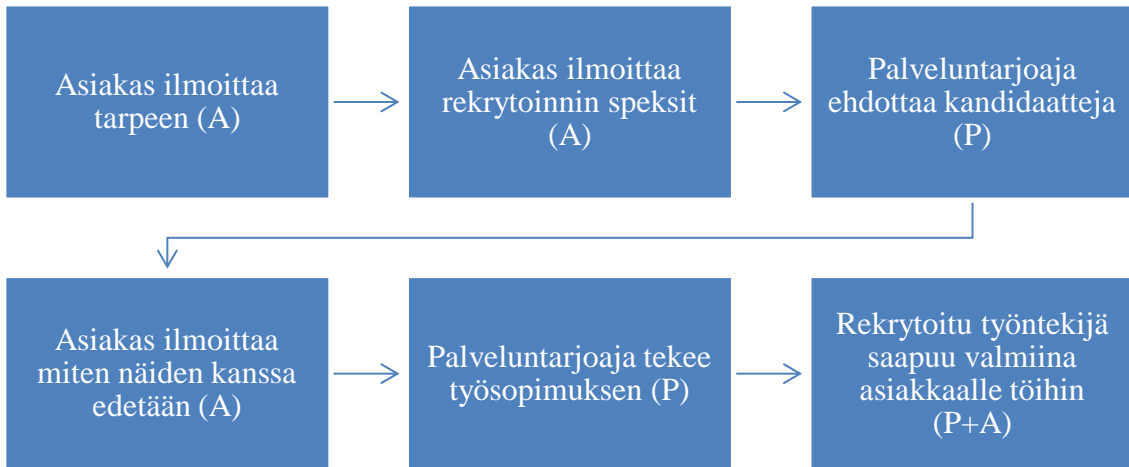 Asiakas ilmoittaa
tarpeen (A)
Asiakas ilmoittaa
rekrytoinnin speksit
(A)
Palveluntarjoaja
ehdottaa kandidaatteja
(P)
Asiakas ilmoittaa
miten näiden kanssa
edetään (A)
Palveluntarjoaja tekee
työsopimuksen (P)
Rekrytoitu työntekijä
saapuu valmiina
asiakkaalle töihin
(P+A)